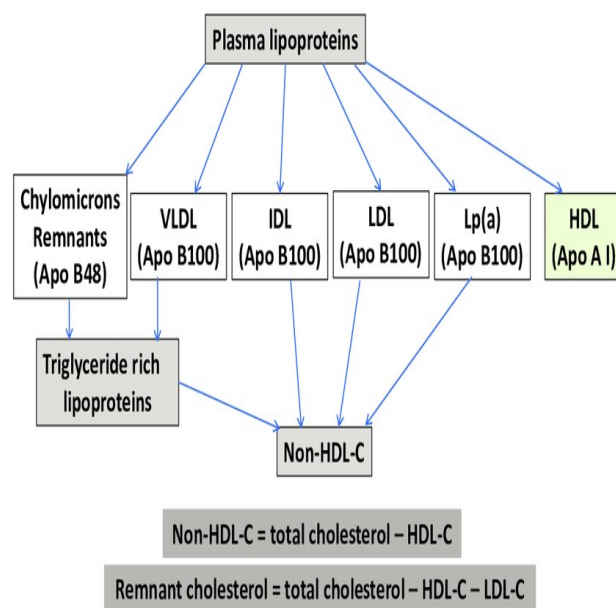 Plasma lipoproteins
Chylomicrons
Remnants
(Apo B48)
VLDL
(Apo B100)
IDL
(Apo B100)
LDL
(Apo B100)
Lp(a)
(Apo B100)
HDL
(Apo A I)
Triglyceride rich
lipoproteins
Non-HDL-C
Non-HDL-C = total cholesterol – HDL-C
Remnant cholesterol = total cholesterol – HDL-C – LDL-C